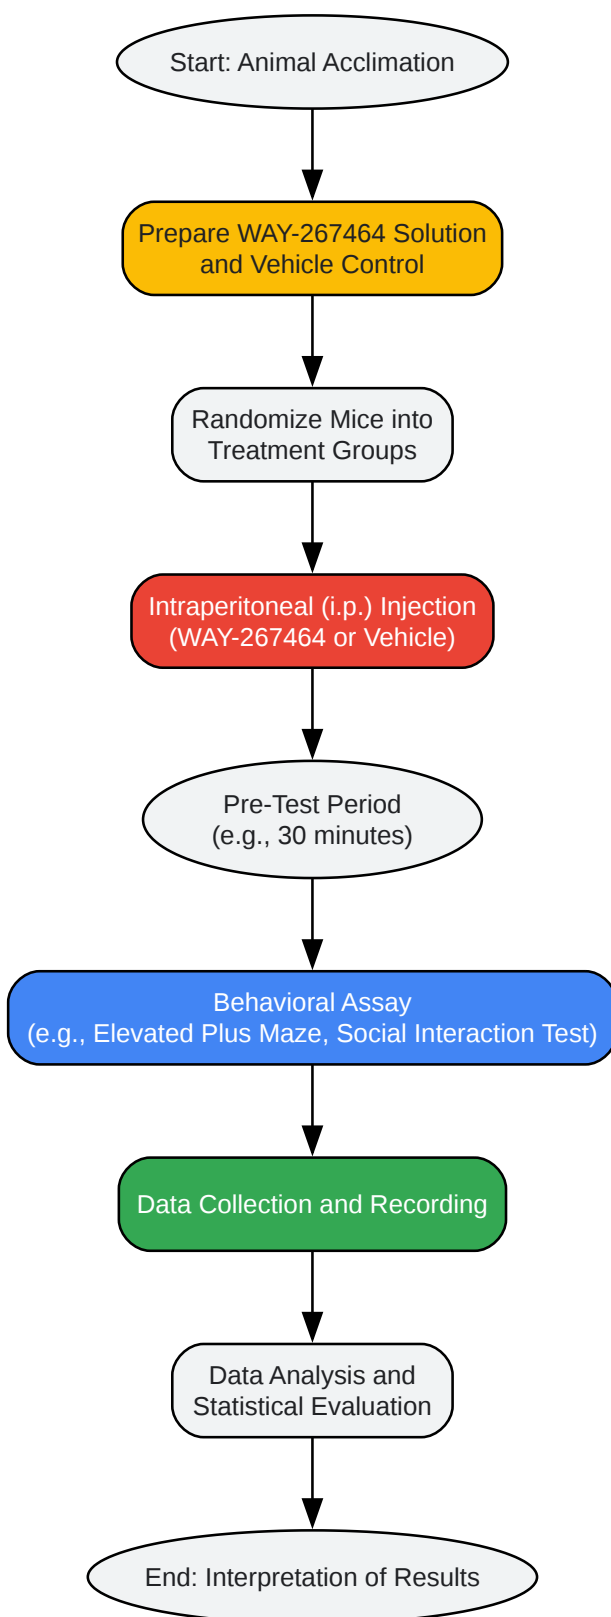 Start: Animal Acclimation
Prepare WAY-267464 Solution
and Vehicle Control
Randomize Mice into
Treatment Groups
Intraperitoneal (i.p.) Injection
(WAY-267464 or Vehicle)
Pre-Test Period
(e.g., 30 minutes)
Behavioral Assay
(e.g., Elevated Plus Maze, Social Interaction Test)
Data Collection and Recording
Data Analysis and
Statistical Evaluation
End: Interpretation of Results